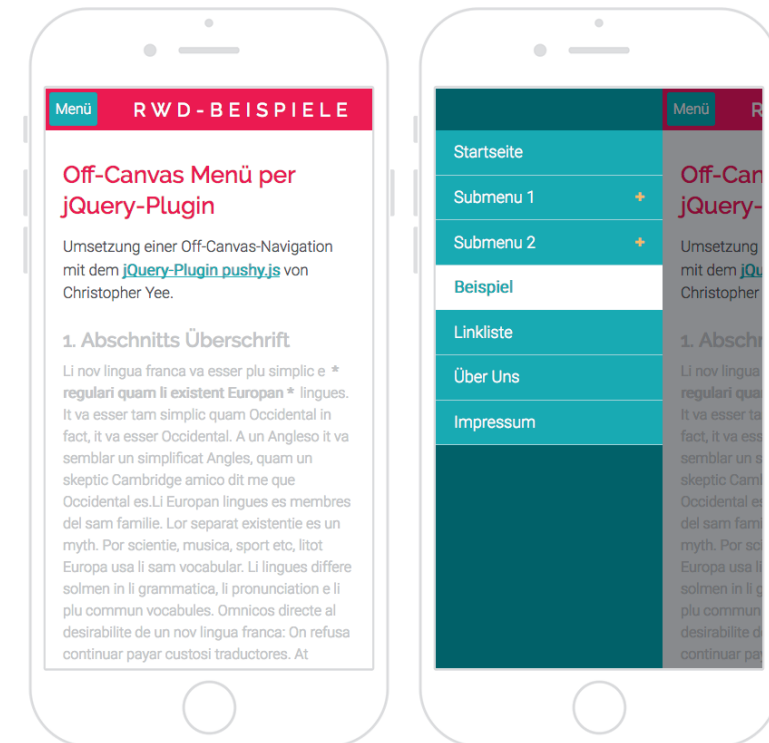 Menü
RWD-BEISPIELE
Off-Canvas Menü per
jQuery-Plugin
Umsetzung einer Off-Canvas-Navigation
mit dem jQuery-Plugin pushy.js von
Christopher Yee.
1. Abschnitts Überschrift
Li nov lingua franca va esser plu simplic e *
regulari quam li existent Europan * lingues.
It va esser tam simplic quam Occidental in
fact, it va esser Occidental. A un Angleso it va
semblar un simplificat Angles, quam un
skeptic Cambridge amico dit me que
Occidental es.Li Europan lingues es membres
del sam familie. Lor separat existentie es un
myth. Por scientie, musica, sport etc, litot
Europa usa li sam vocabular. Li lingues differe
solmen in li grammatica, li pronunciation e li
plu commun vocabules. Omnicos directe al
desirabilite de un nov lingua franca: On refusa
continuar payar custosi traductores. At
Startseite
Submenu 1 +
Submenu 2 +
Beispiel
Linkliste
Über Uns
Impressum
Menü
R
Off-Can
jQuery-
Umsetzung
mit dem jQu
Christopher
1. Abschn
Li nov lingua
regulari qua
It va esser ta
fact, it va ess
semblar un s
skeptic Cam
Occidental es
del sam fami
myth. Por sci
Europa usa li
solmen in li g
plu commun
desirabilite d
continuar pay